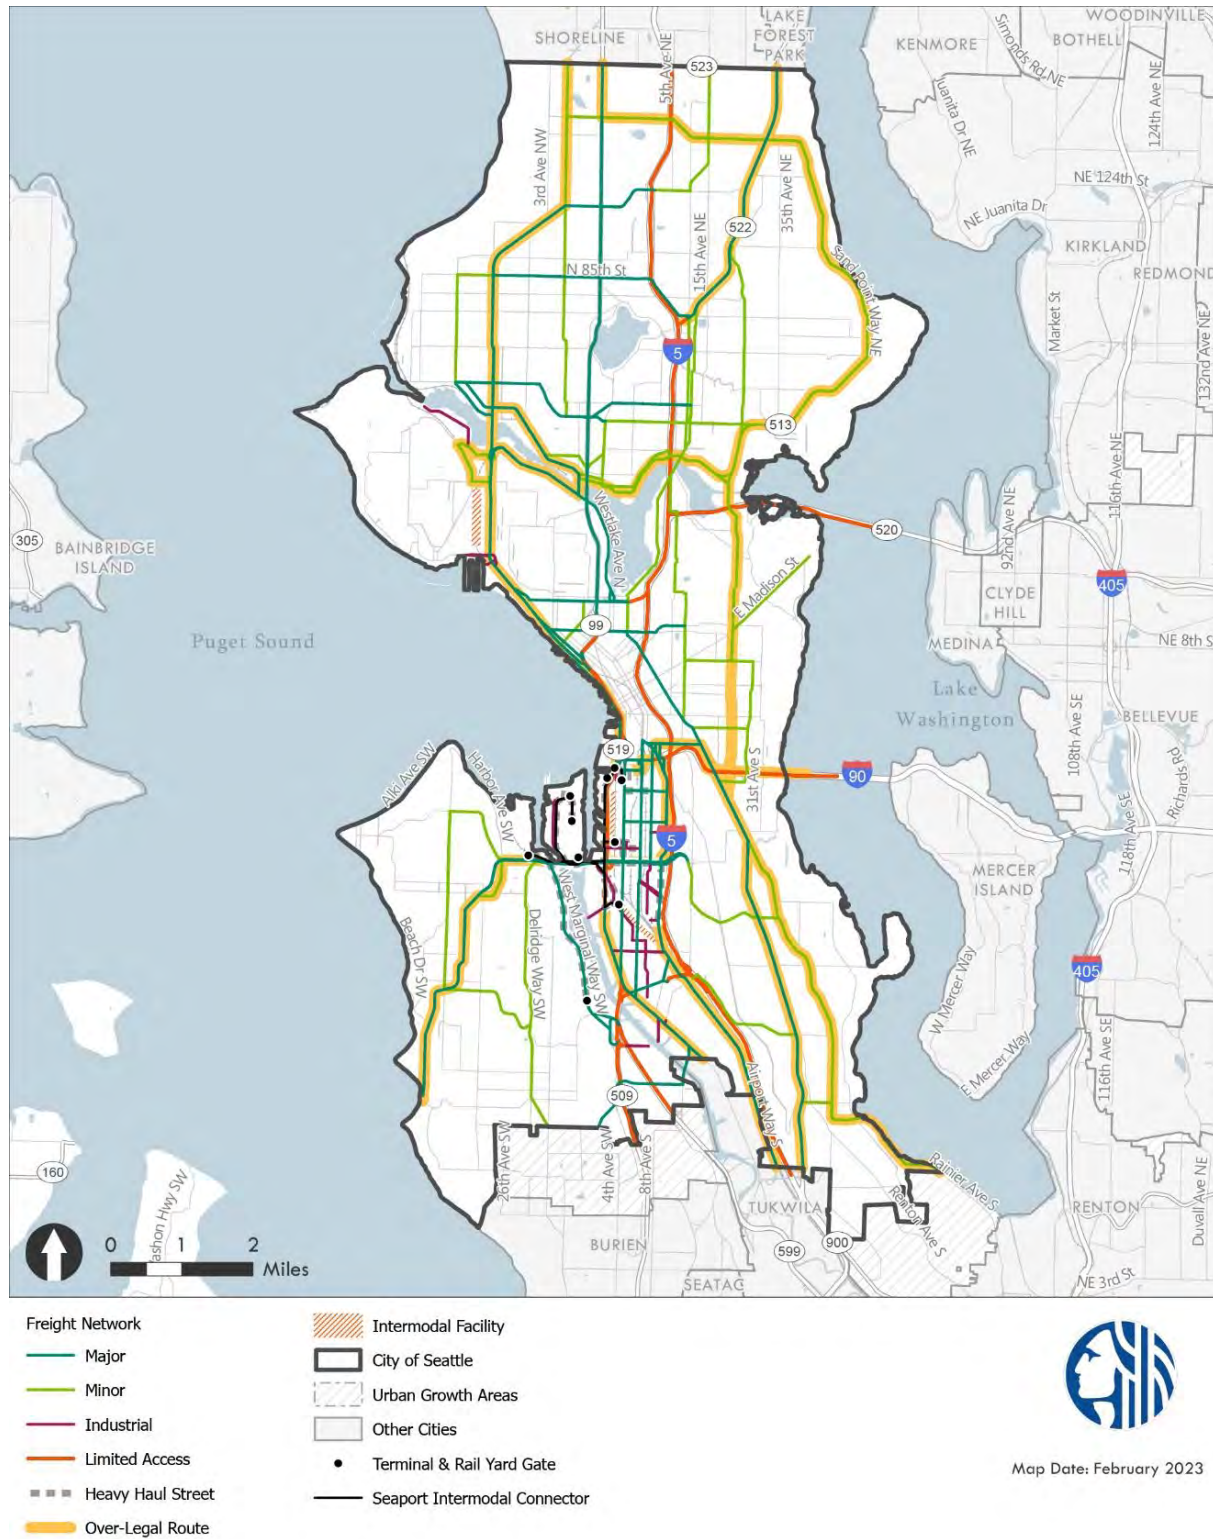 SHORELINE
LAKE
FOREST
PARK
KENMORE
WOODINVILLE
BOTHELL
Simonds Rd NE
523
5th Ave NE
124th Ave NE
Juanita Dr NE
3rd Ave NW
35th Ave NE
NE 124th St
NE Juanita Dr
522
15th Ave NE
KIRKLAND
Sand Point Way NE
REDMOND
N 85th St
Market St
132nd Ave NE
5
513
116th Ave NE
Westlake Ave N
520
92nd Ave NE
305
BAINBRIDGE
ISLAND
E Madison St
405
CLYDE
HILL
99
Puget Sound
MEDINA
NE 8th S
Lake
Washington
108th Ave SE
BELLEVUE
519
Alki Ave SW
Harbor Ave SW
31st Ave S
90
Richards Rd
118th Ave SE
5
MERCER
ISLAND
Beach Dr SW
Delridge Way SW
West Marginal Way SW
W Mercer Way
405
E Mercer Way
116th Ave SE
Airport Way S
509
26th Ave SW
4th Ave SW
8th Ave S
Rainier Ave S
Renton Ave S
160
ashon Hwy SW
TUKWILA
RENTON
Duvall Ave NE
BURIEN
900
599
SEATAC
NE 3rd St
0 1 2
Miles
Freight Network
Major
Minor
Industrial
Limited Access
Heavy Haul Street
Over-Legal Route
Intermodal Facility
City of Seattle
Urban Growth Areas
Other Cities
Terminal & Rail Yard Gate
Seaport Intermodal Connector
Map Date: February 2023